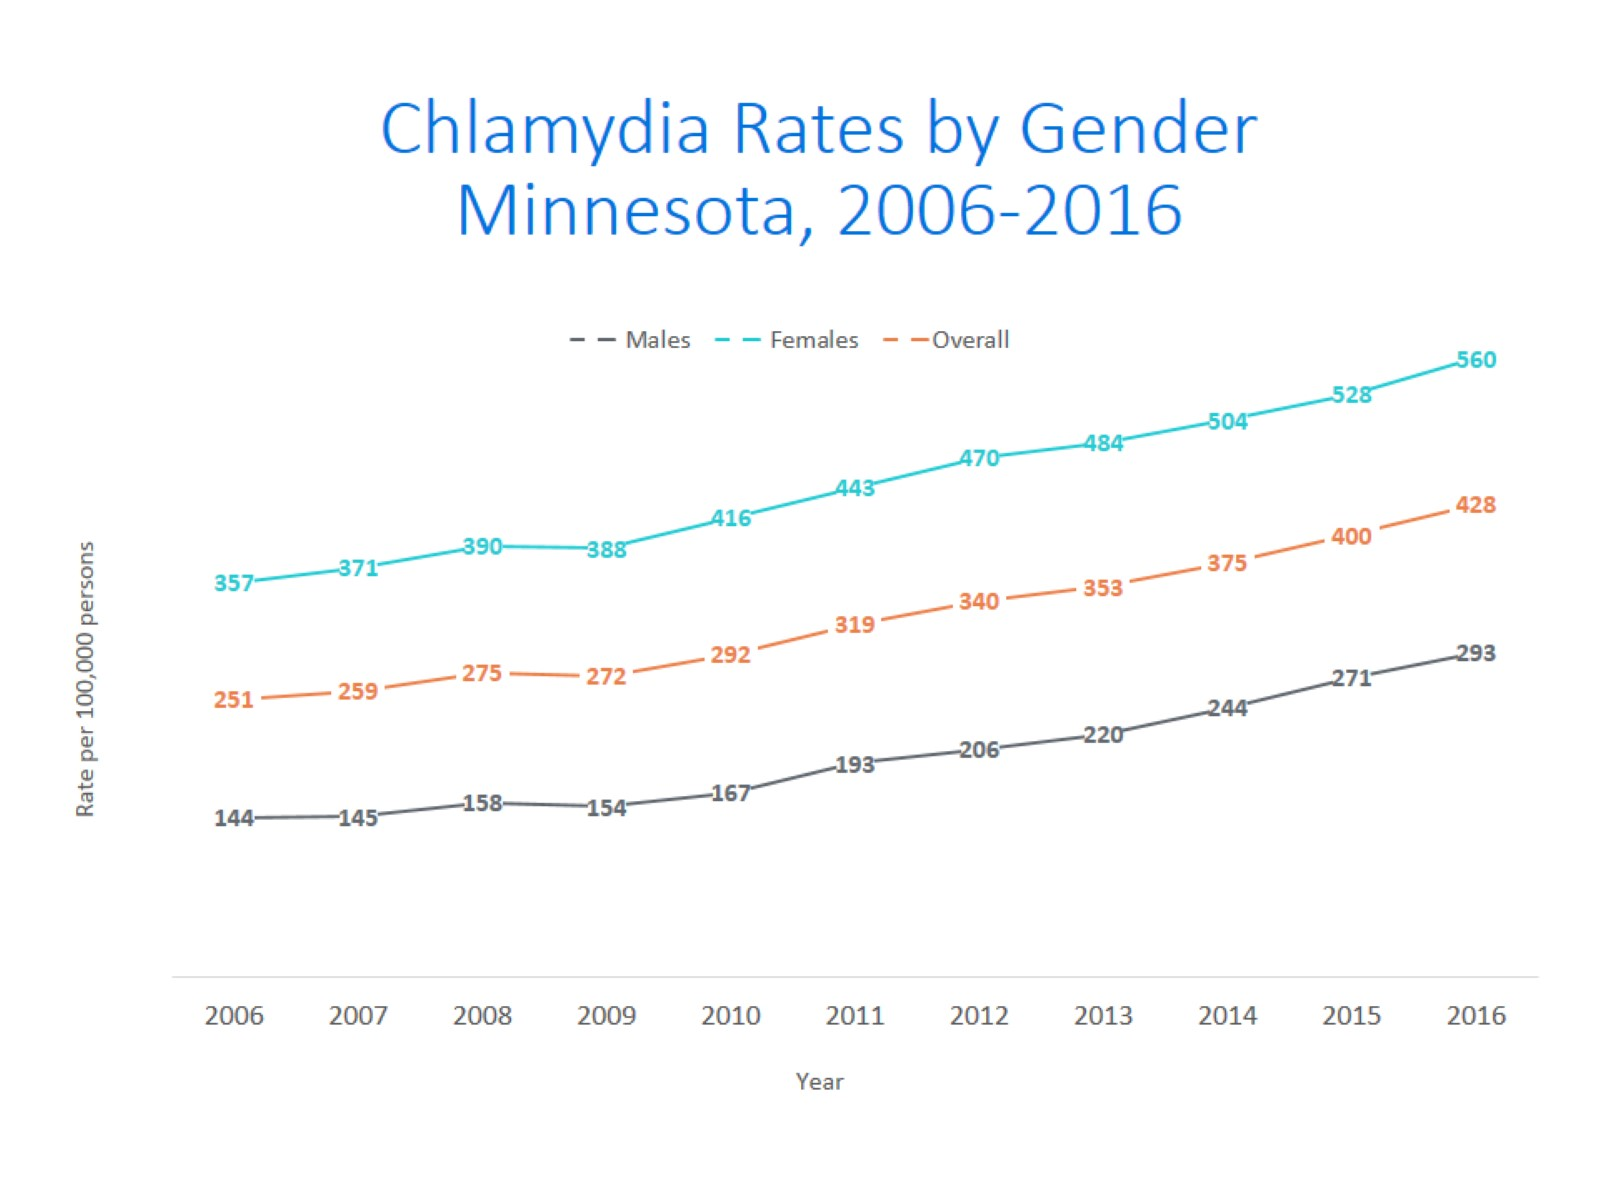 Chlamydia Rates by Gender
Minnesota, 2006-2016
Males Females Overall
Rate per 100,000 persons
357 371 390 388 416 443 470 484 504 528 560
251 259 275 272 292 319 340 353 375 400 428
144 145 158 154 167 193 206 220 244 271 293
2006 2007 2008 2009 2010 2011 2012 2013 2014 2015 2016
Year